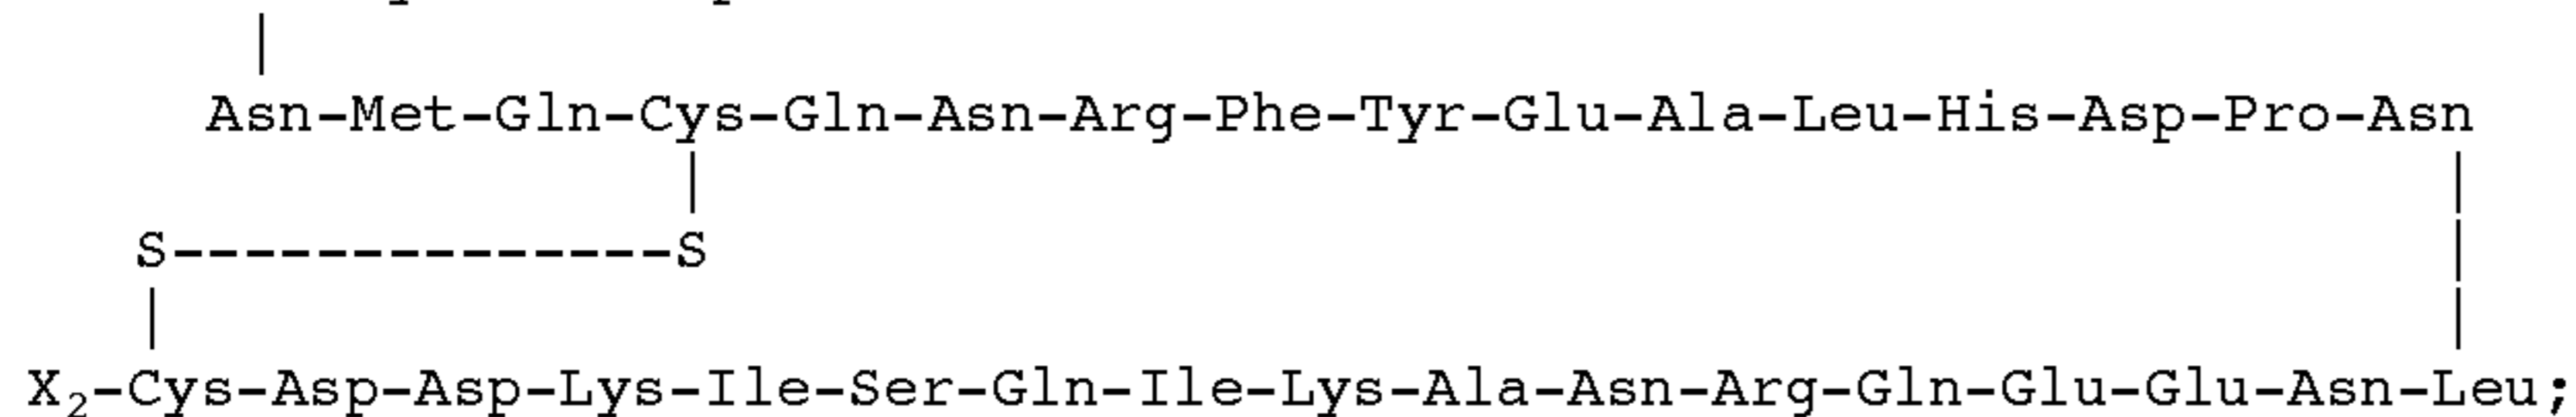 Asn-Met-Gln-Cys-Gln-Asn-Arg-Phe-Tyr-Glu-Ala-Leu-His-Asp-Pro-Asn
S--------------S
X₂-Cys-Asp-Asp-Lys-Ile-Ser-Gln-Ile-Lys-Ala-Asn-Arg-Gln-Glu-Glu-Asn-Leu;